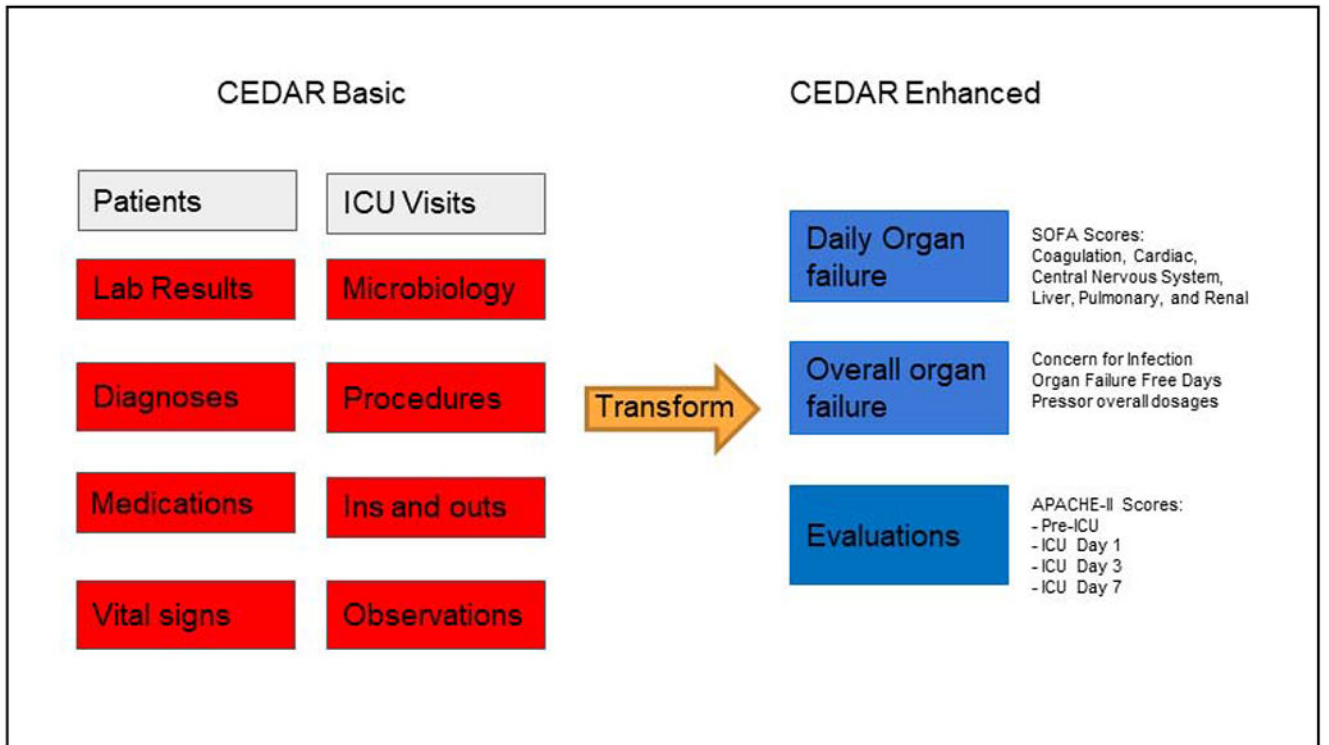 CEDAR Basic
CEDAR Enhanced
Patients
ICU Visits
Lab Results
Microbiology
Diagnoses
Procedures
Medications
Ins and outs
Vital signs
Observations
Transform
Daily Organ
failure
SOFA Scores:
Coagulation, Cardiac,
Central Nervous System,
Liver, Pulmonary, and Renal
Overall organ
failure
Concern for Infection
Organ Failure Free Days
Pressor overall dosages
Evaluations
APACHE-II Scores:
- Pre-ICU
- ICU Day 1
- ICU Day 3
- ICU Day 7